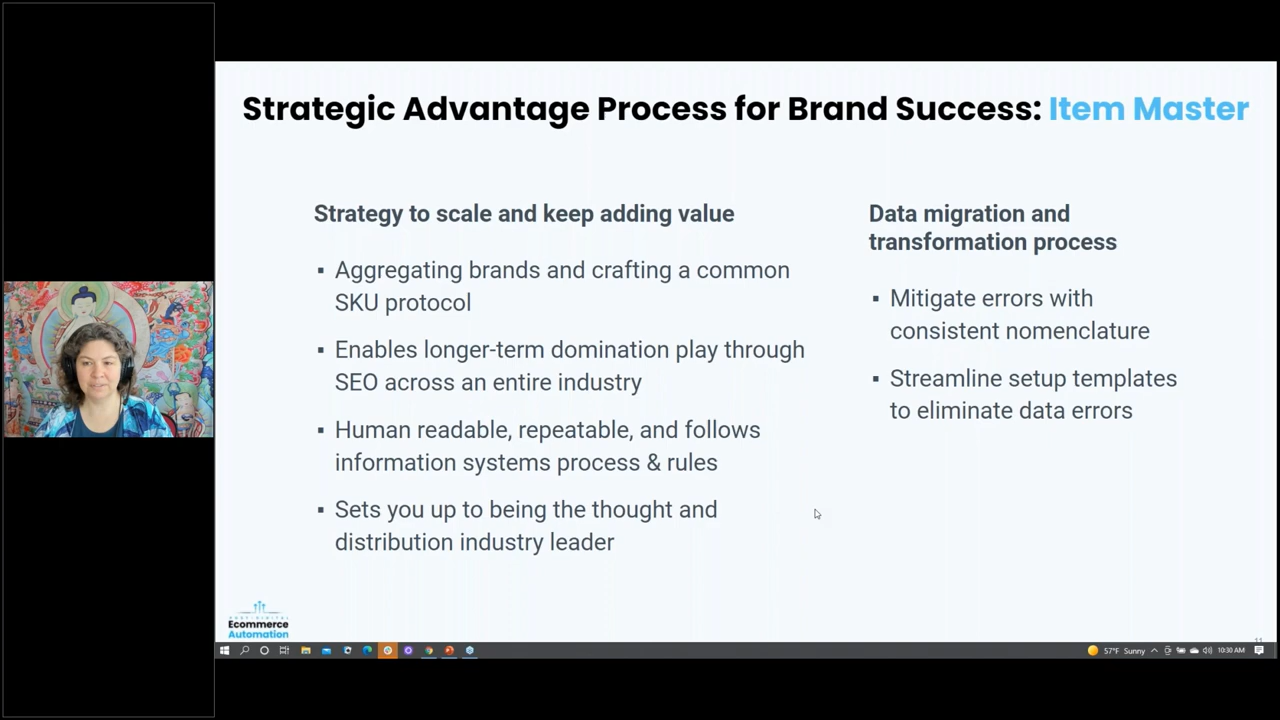 Strategic Advantage Process for Brand Success: Item Master
Strategy to scale and keep adding value
▪ Aggregating brands and crafting a common
SKU protocol
▪ Enables longer-term domination play through
SEO across an entire industry
▪ Human readable, repeatable, and follows
information systems process & rules
▪ Sets you up to being the thought and
distribution industry leader
Data migration and
transformation process
▪ Mitigate errors with
consistent nomenclature
▪ Streamline setup templates
to eliminate data errors
Ecommerce
Automation
11
57°F Sunny
10:30 AM